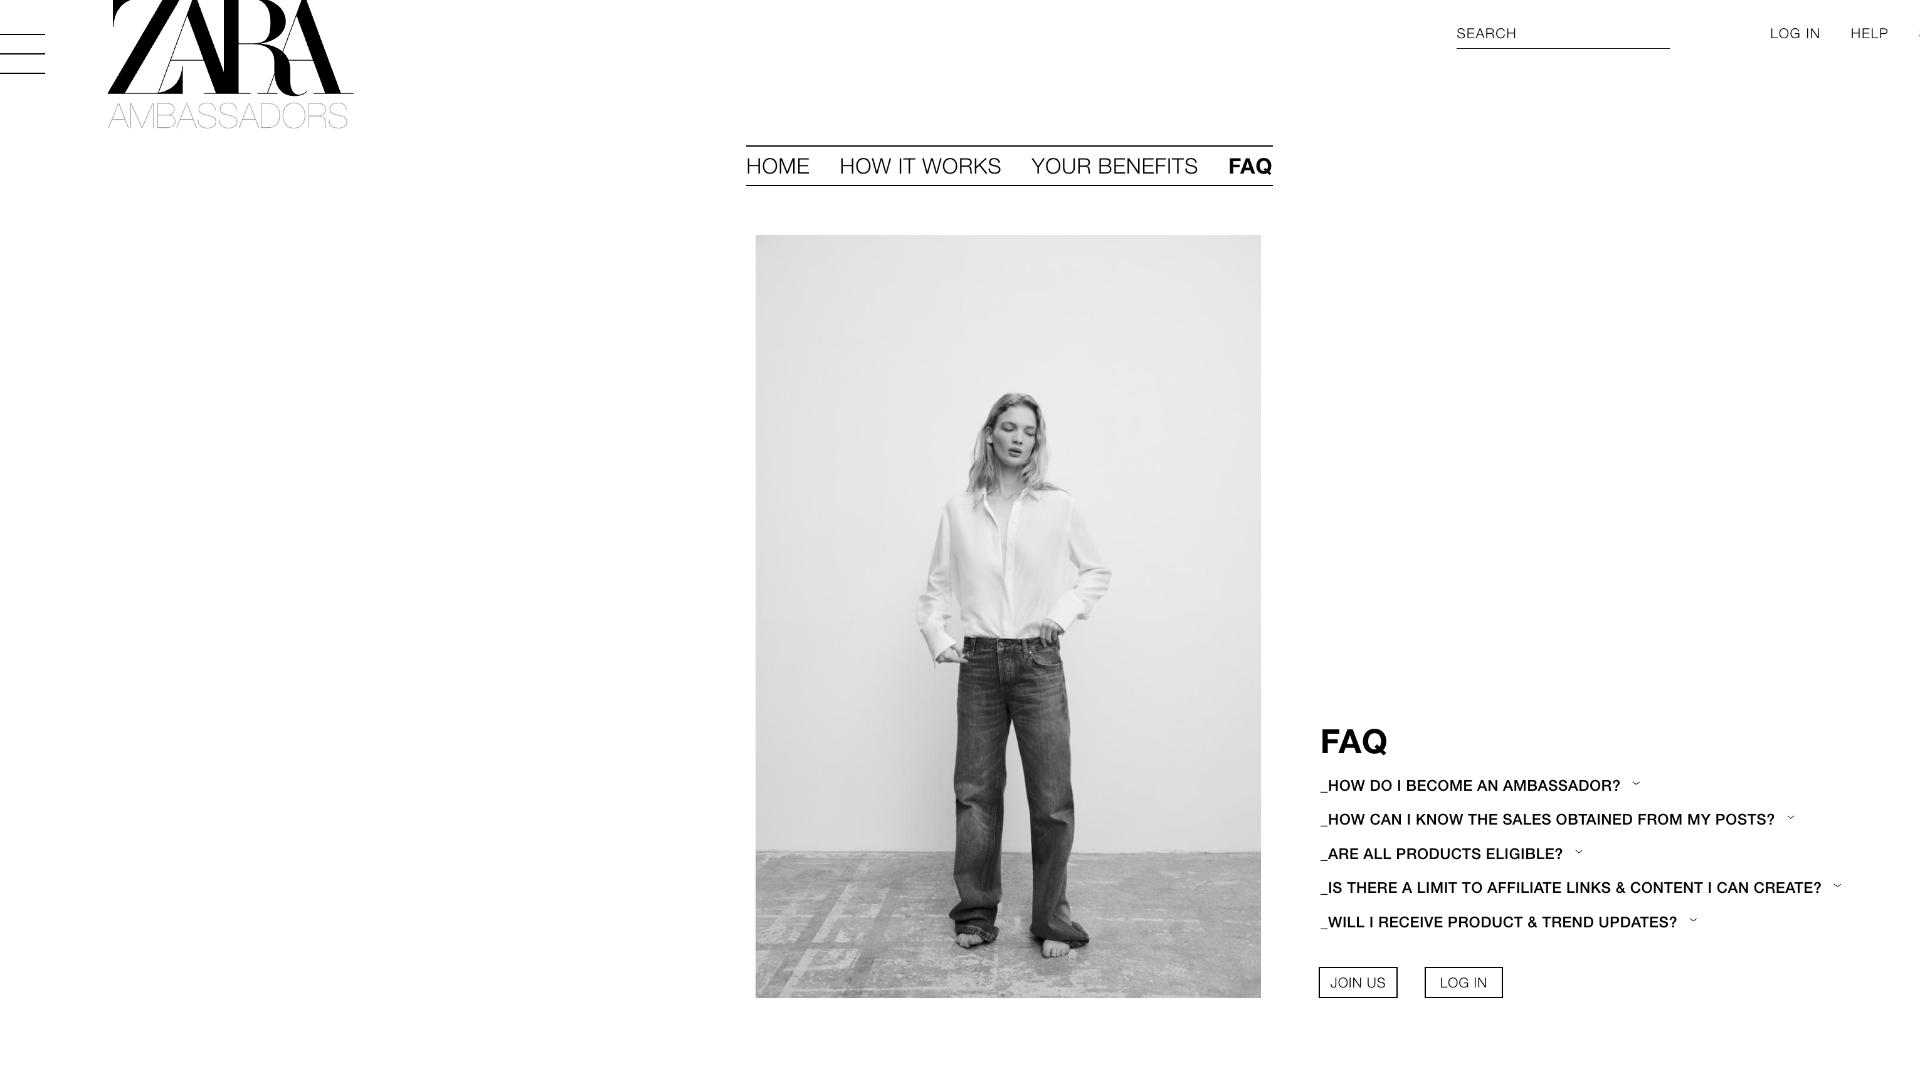 ZARA
AMBASSADORS
SEARCH
LOG IN
HELP
HOME HOW IT WORKS YOUR BENEFITS FAQ
FAQ
_HOW DO I BECOME AN AMBASSADOR?
_HOW CAN I KNOW THE SALES OBTAINED FROM MY POSTS?
_ARE ALL PRODUCTS ELIGIBLE?
_IS THERE A LIMIT TO AFFILIATE LINKS & CONTENT I CAN CREATE?
_WILL I RECEIVE PRODUCT & TREND UPDATES?
JOIN US LOG IN